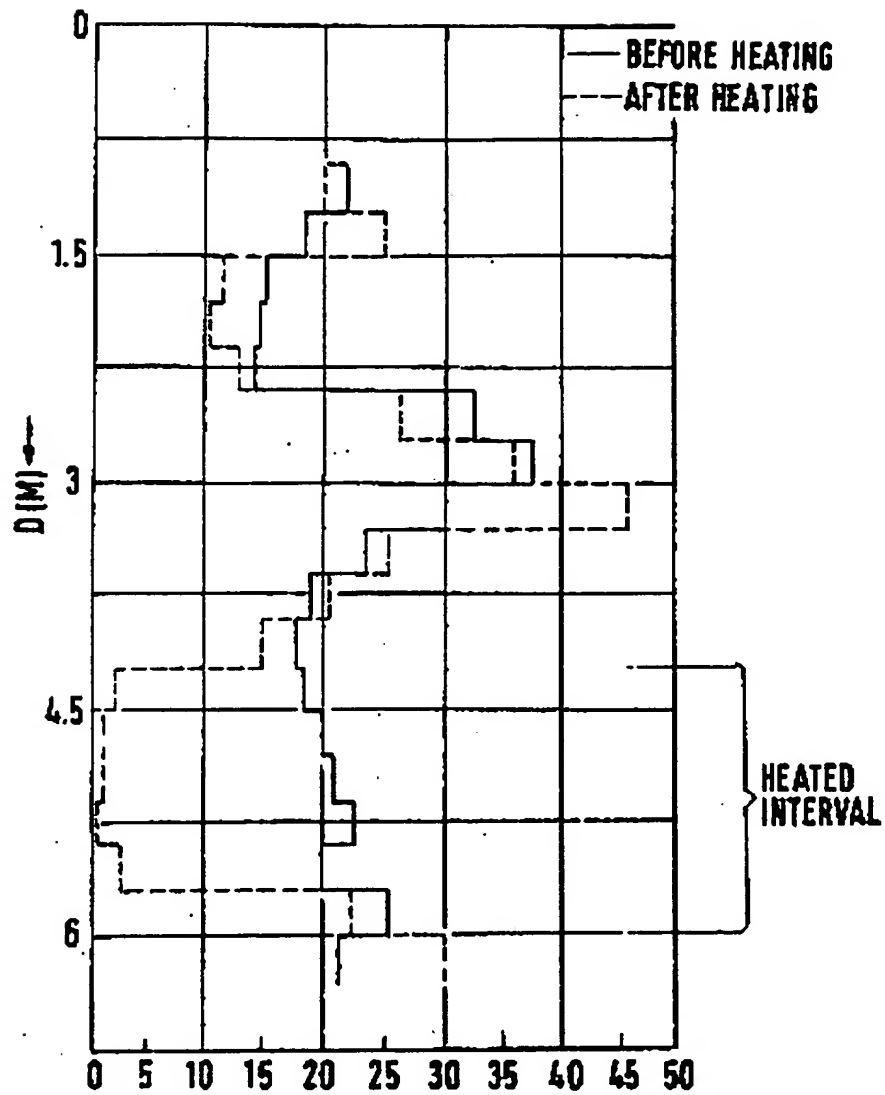 0
BEFORE HEATING
AFTER HEATING
1.5
D(M)
3
4.5
HEATED
INTERVAL
6
0 5 10 15 20 25 30 35 40 45 50